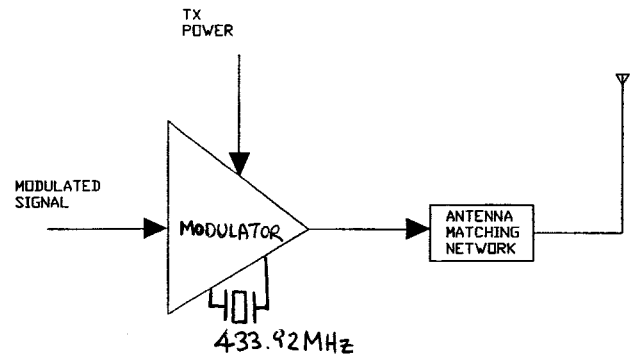 TX
POWER
MODULATED
SIGNAL
MODULATOR
ANTENNA
MATCHING
NETWORK
433.92MHz